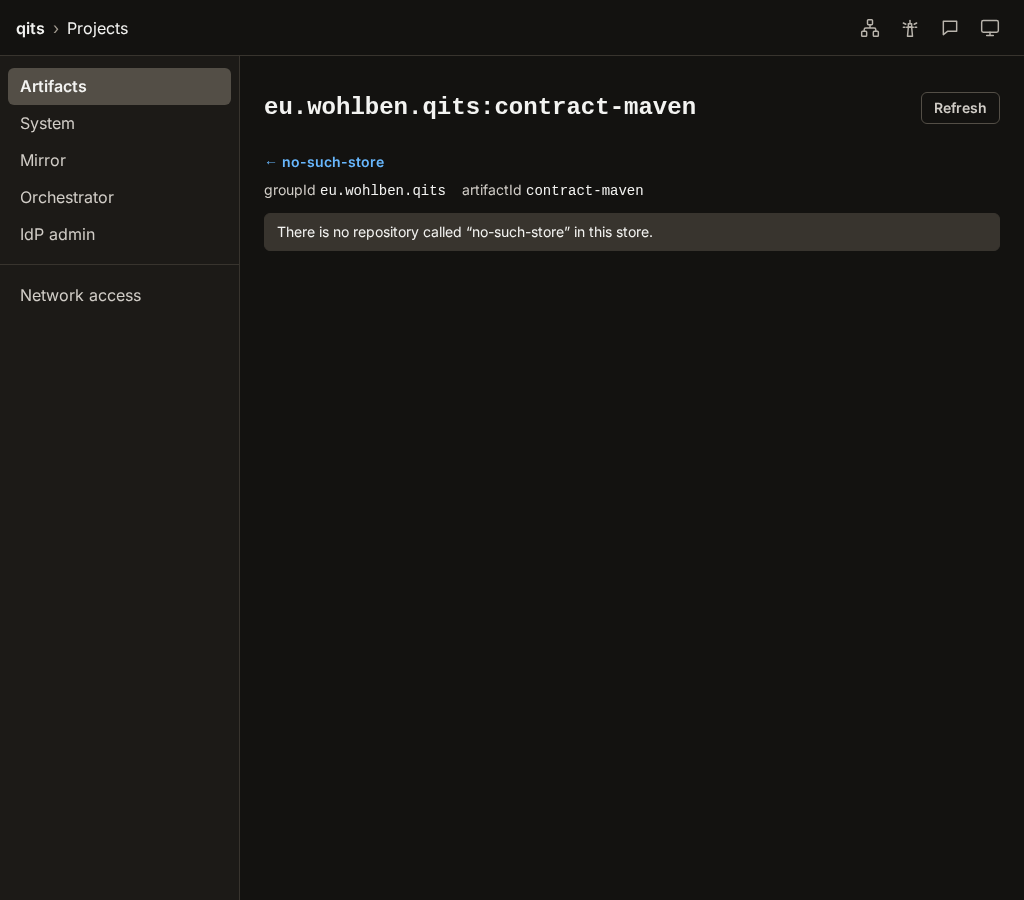 qits › Projects
Artifacts
System
Mirror
Orchestrator
IdP admin
Network access
eu.wohlben.qits:contract-maven
Refresh
← no-such-store
groupId eu.wohlben.qits artifactId contract-maven
There is no repository called “no-such-store” in this store.